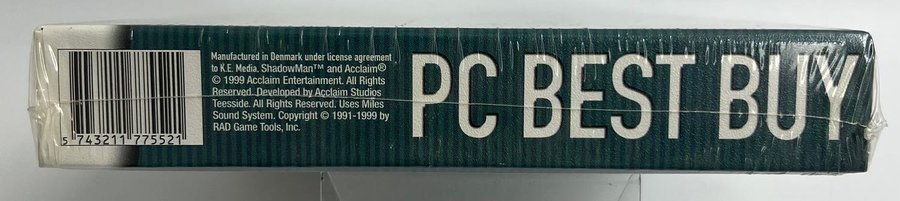 Manufactured in Denmark under license agreement
to K.E. Media. ShadowMan™ and Acclaim®
© 1999 Acclaim Entertainment. All Rights
Reserved. Developed by Acclaim Studios
Teesside. All Rights Reserved. Uses Miles
Sound System. Copyright © 1991-1999 by
RAD Game Tools, Inc.
5 743211 775521
PC BEST BUY